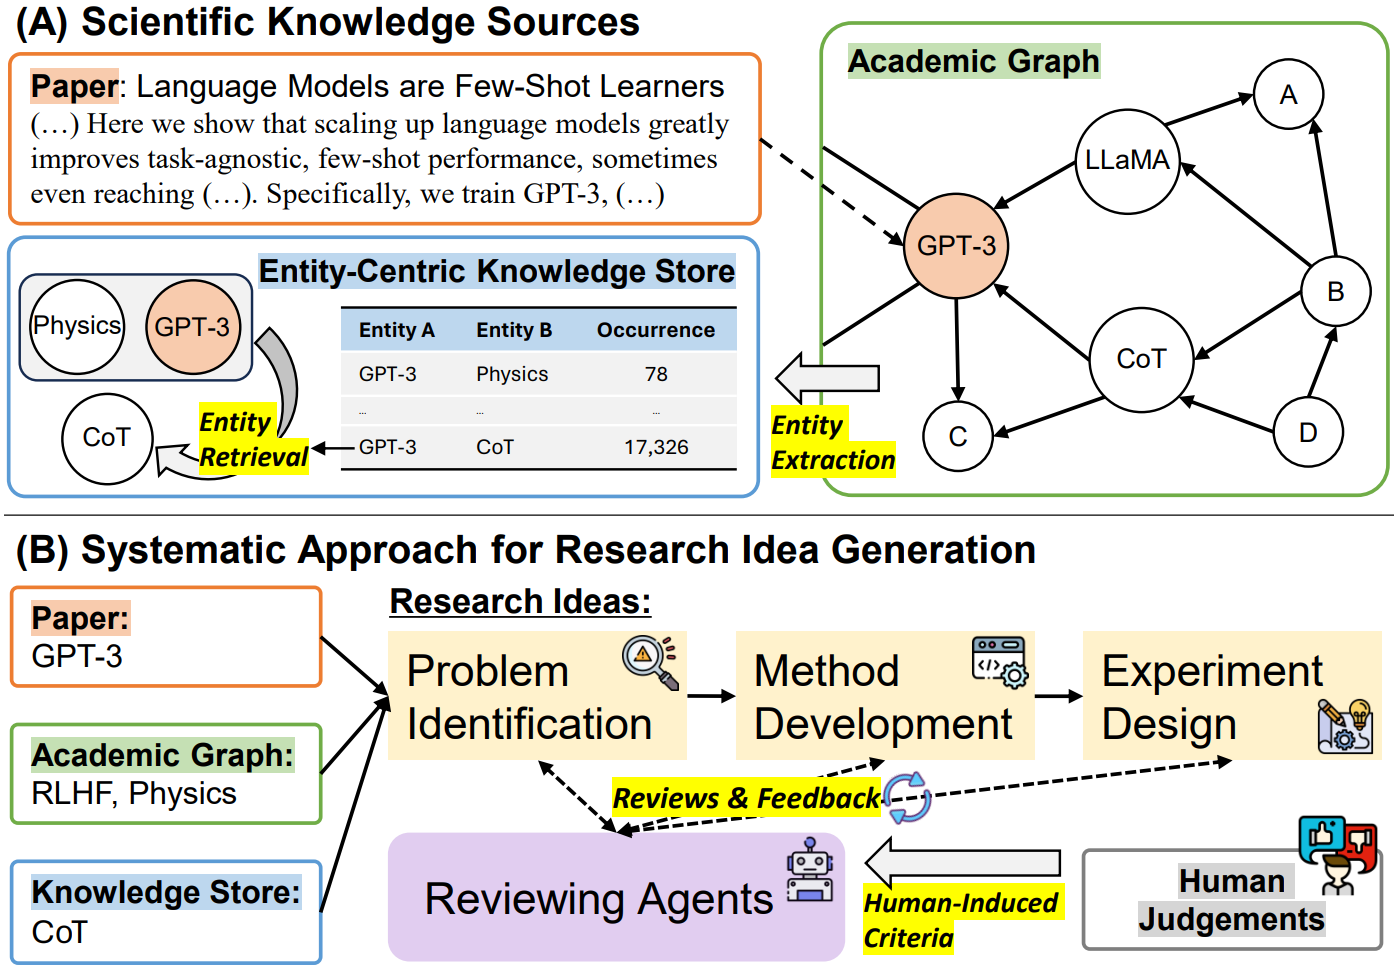 (A) Scientific Knowledge Sources
Paper: Language Models are Few-Shot Learners
(…) Here we show that scaling up language models greatly
improves task-agnostic, few-shot performance, sometimes
even reaching (…). Specifically, we train GPT-3, (…)
Academic Graph
A
LLaMA
GPT-3
B
CoT
C
D
Entity-Centric Knowledge Store
Physics
GPT-3
CoT
Entity
Retrieval
Entity A Entity B Occurrence
GPT-3 Physics 78
... ... ...
GPT-3 CoT 17,326
Entity
Extraction
(B) Systematic Approach for Research Idea Generation
Paper:
GPT-3
Academic Graph:
RLHF, Physics
Knowledge Store:
CoT
Research Ideas:
Problem
Identification
Method
Development
Experiment
Design
Reviews & Feedback
Reviewing Agents
Human-Induced
Criteria
Human
Judgements